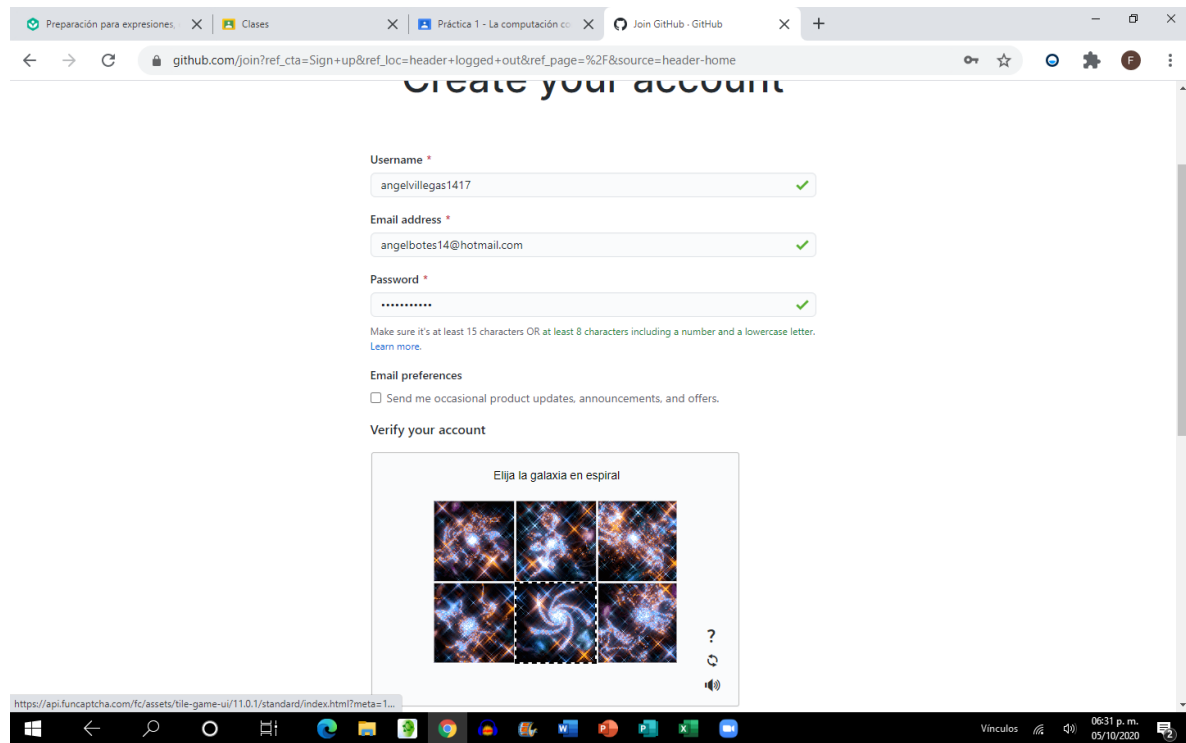 Preparación para expresiones,
Clases
Práctica 1 - La computación co
Join GitHub · GitHub
github.com/join?ref_cta=Sign+up&ref_loc=header+logged+out&ref_page=%2F&source=header-home
F
Create your account
Username *
angelvillegas1417
Email address *
angelbotes14@hotmail.com
Password *
•••••••••••
Make sure it's at least 15 characters OR at least 8 characters including a number and a lowercase letter.
Learn more.
Email preferences
Send me occasional product updates, announcements, and offers.
Verify your account
Elija la galaxia en espiral
?
https://api.funcaptcha.com/fc/assets/tile-game-ui/11.0.1/standard/index.html?meta=1...
Vínculos
06:31 p. m.
05/10/2020
2